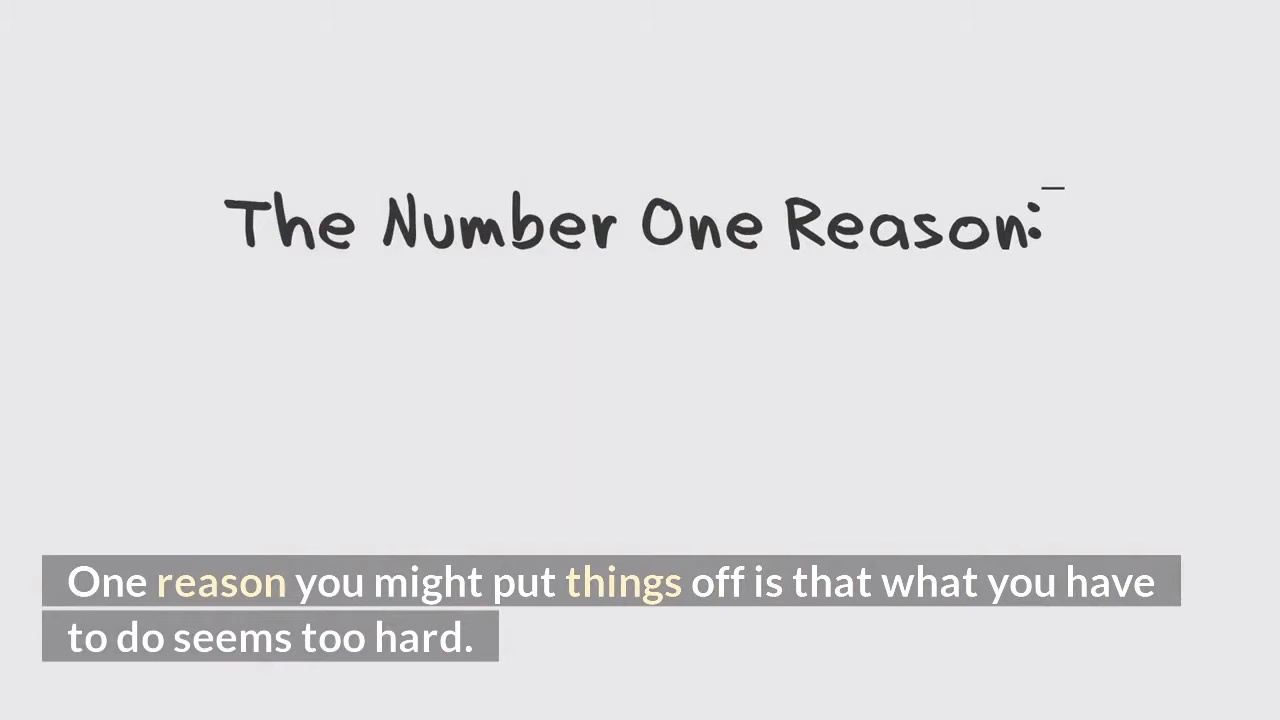 The Number One Reason:
One reason you might put things off is that what you have
to do seems too hard.